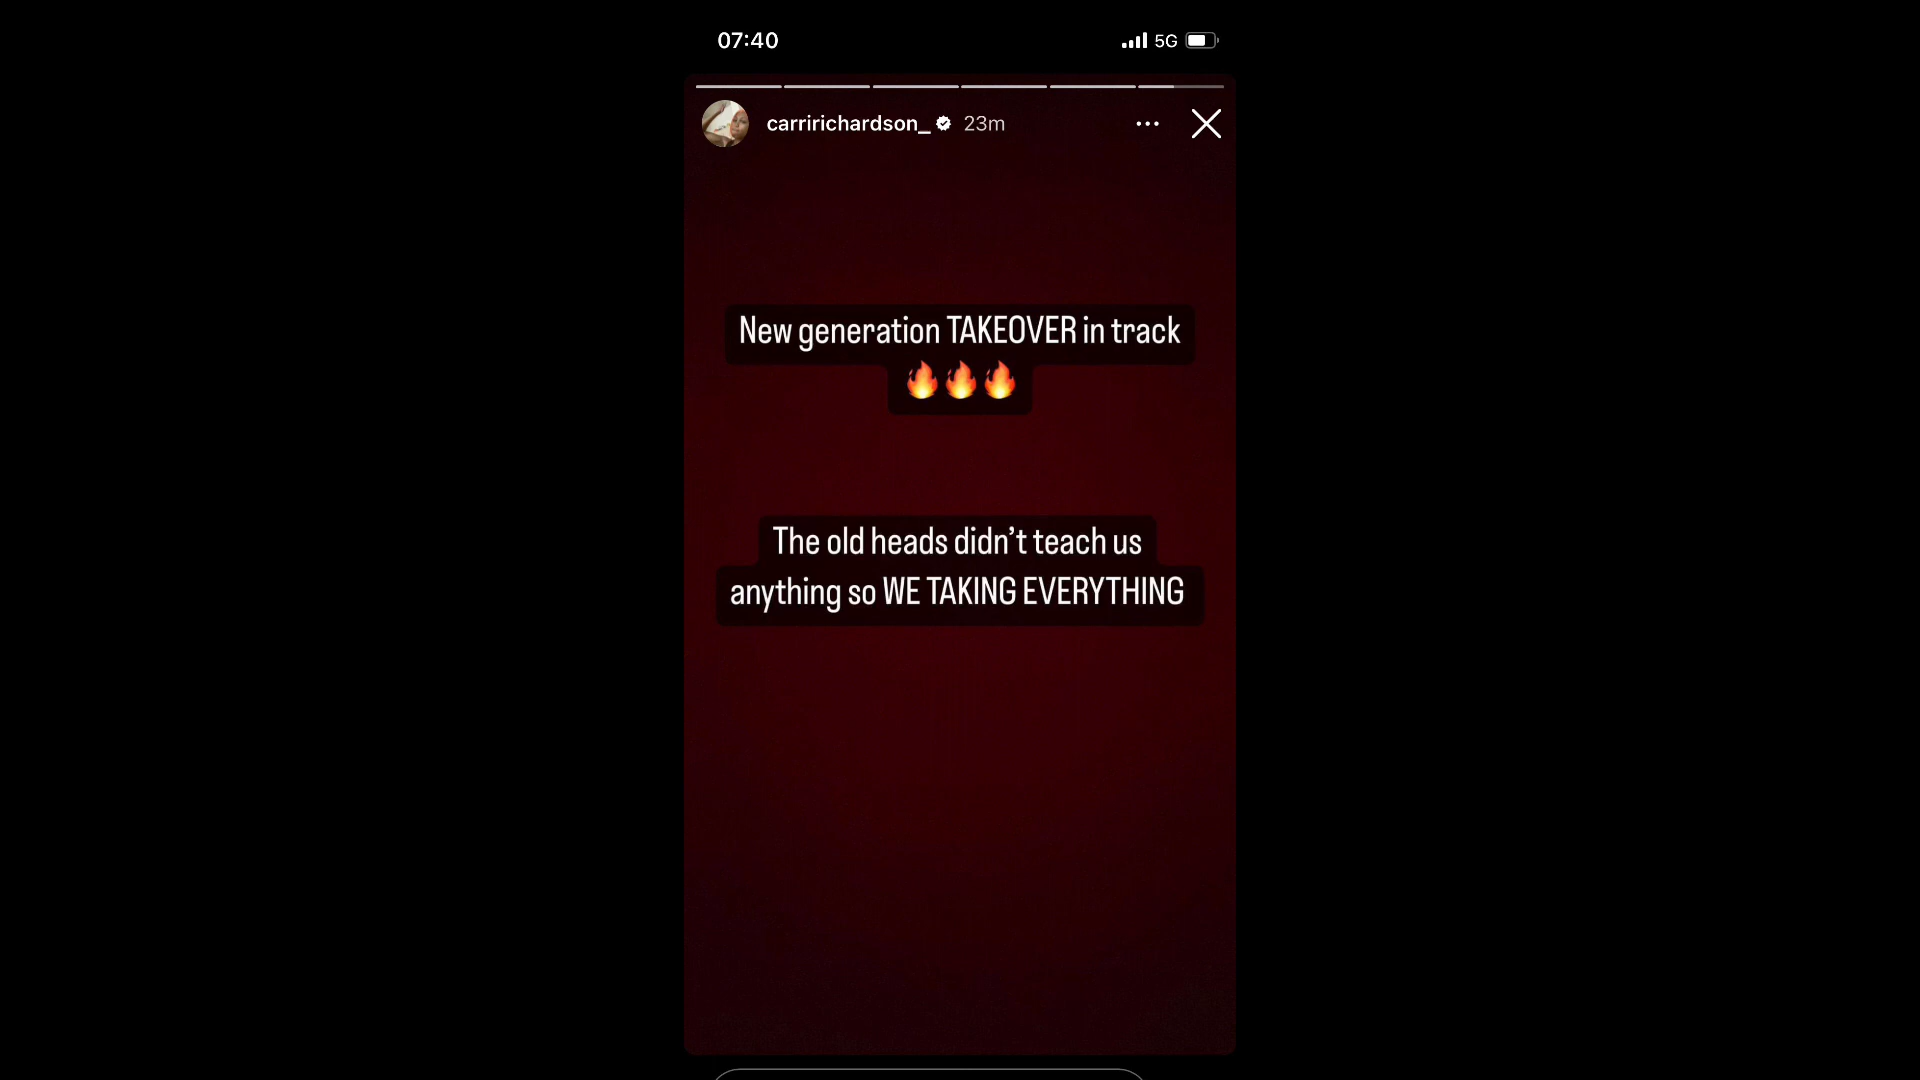 07:40 5G
carririchardson_ 23m
New generation TAKEOVER in track
🔥🔥🔥
The old heads didn’t teach us
anything so WE TAKING EVERYTHING